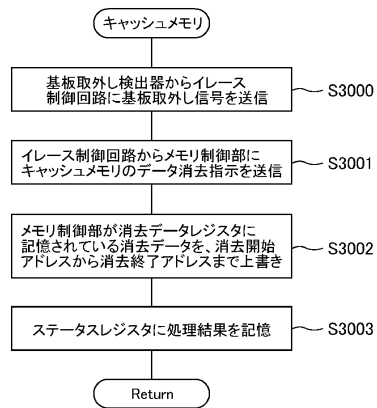 キャッシュメモリ
基板取外し検出器からイレース
制御回路に基板取外し信号を送信
S3000
イレース制御回路からメモリ制御部に
キャッシュメモリのデータ消去指示を送信
S3001
メモリ制御部が消去データレジスタに
記憶されている消去データを、消去開始
アドレスから消去終了アドレスまで上書き
S3002
ステータスレジスタに処理結果を記憶
S3003
Return